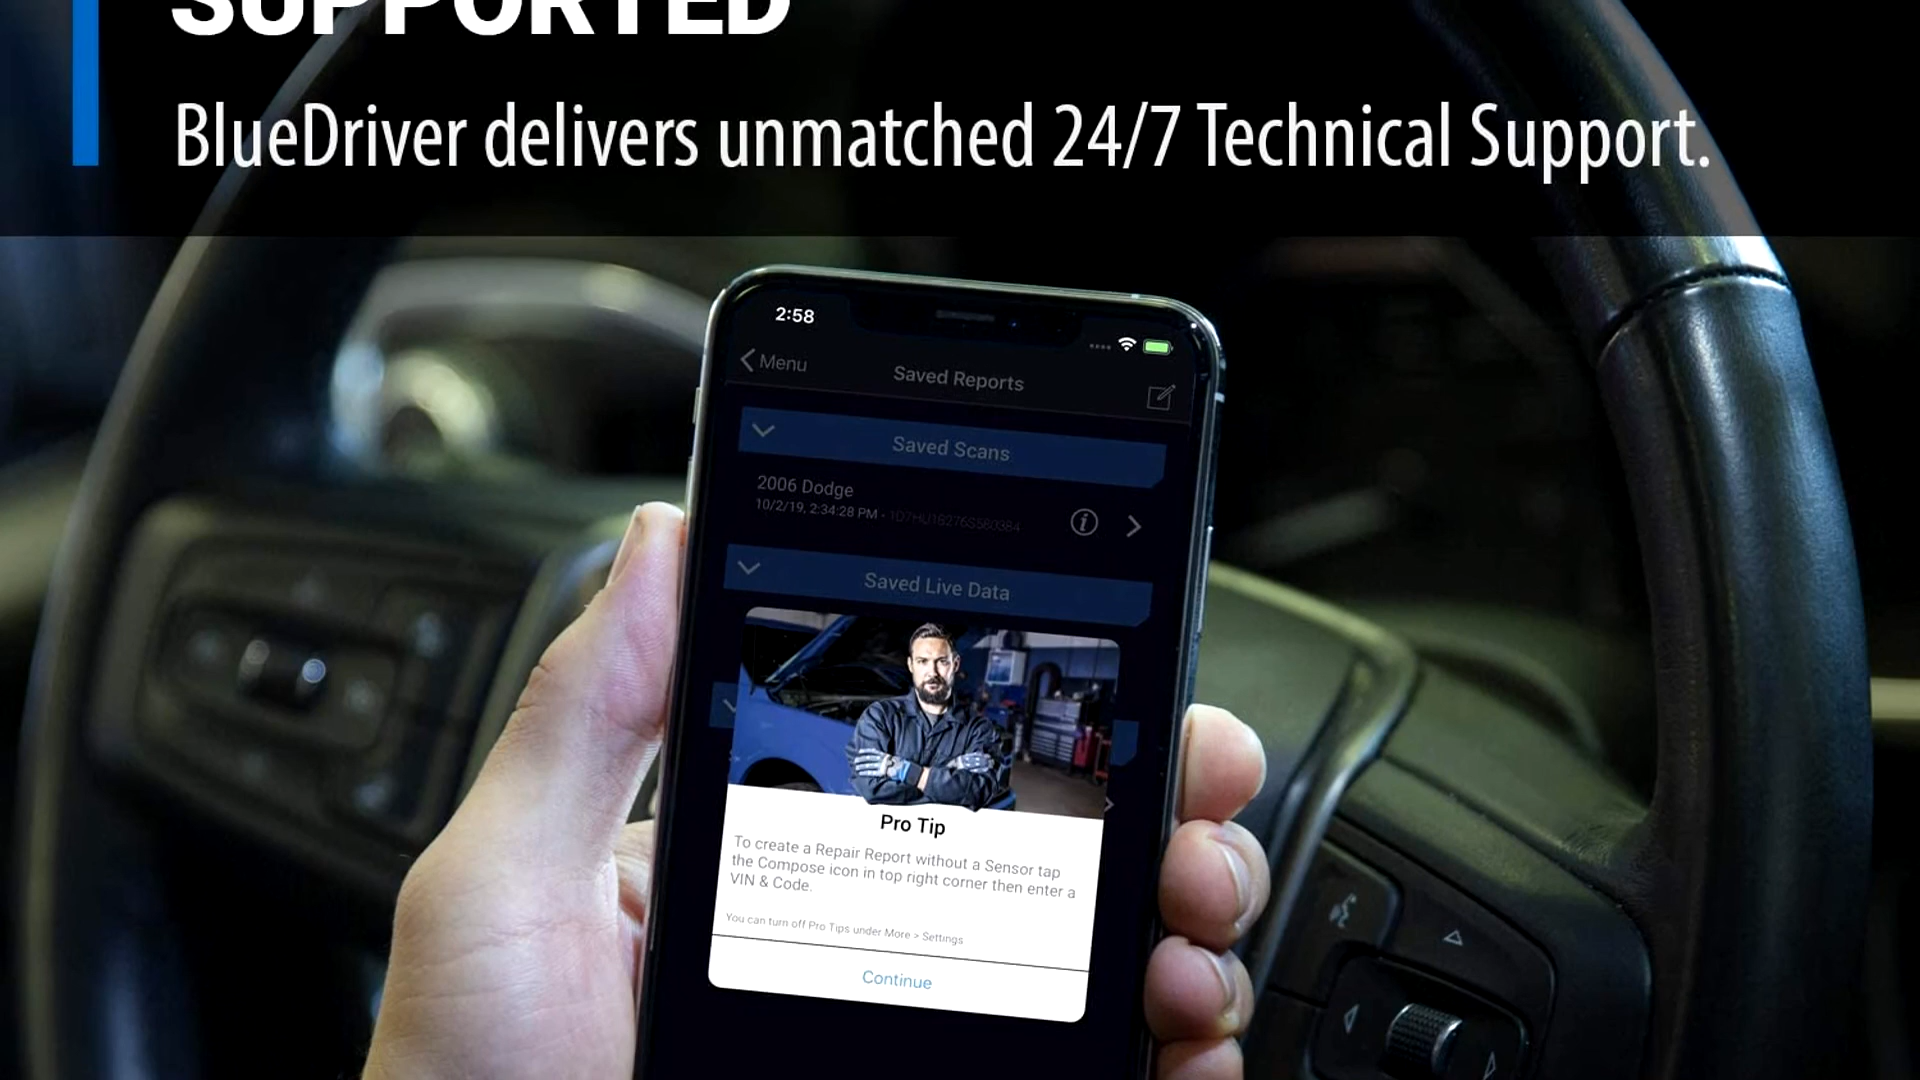 SUPPORTED
BlueDriver delivers unmatched 24/7 Technical Support.
2:58
Menu
Saved Reports
Saved Scans
2006 Dodge
10/2/19, 2:34:28 PM -
Saved Live Data
Pro Tip
To create a Repair Report without a Sensor tap
the Compose icon in top right corner then enter a
VIN & Code.
You can turn off Pro Tips under More > Settings
Continue